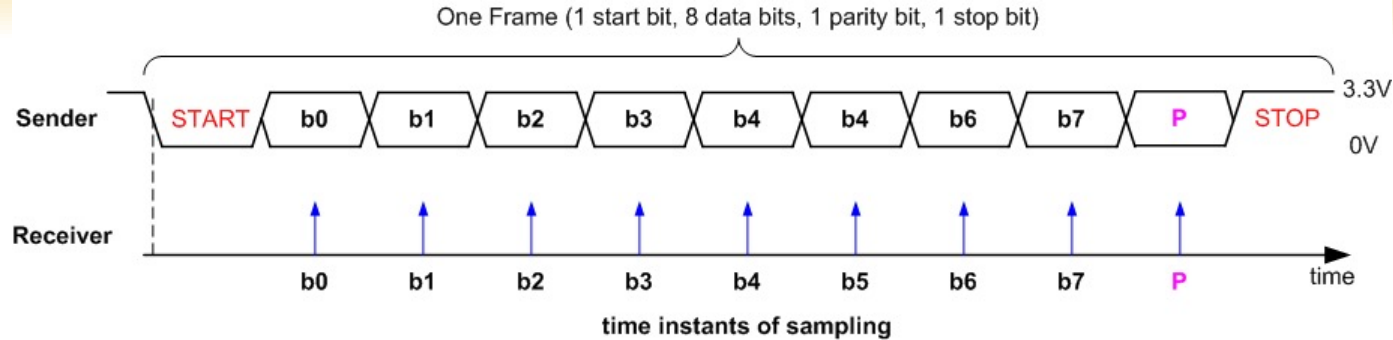 One Frame (1 start bit, 8 data bits, 1 parity bit, 1 stop bit)
3.3V
Sender START b0 b1 b2 b3 b4 b4 b6 b7 P STOP
0V
Receiver
b0 b1 b2 b3 b4 b5 b6 b7 P time
time instants of sampling